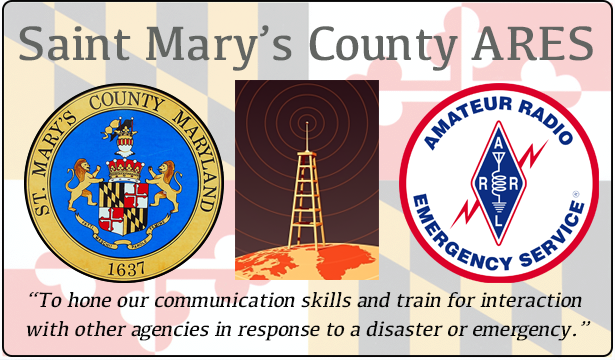 Saint Mary’s County ARES
ST. MARY'S COUNTY MARYLAND
1637
AMATEUR RADIO
A
R R
L
EMERGENCY SERVICE
®
“To hone our communication skills and train for interaction
with other agencies in response to a disaster or emergency.”